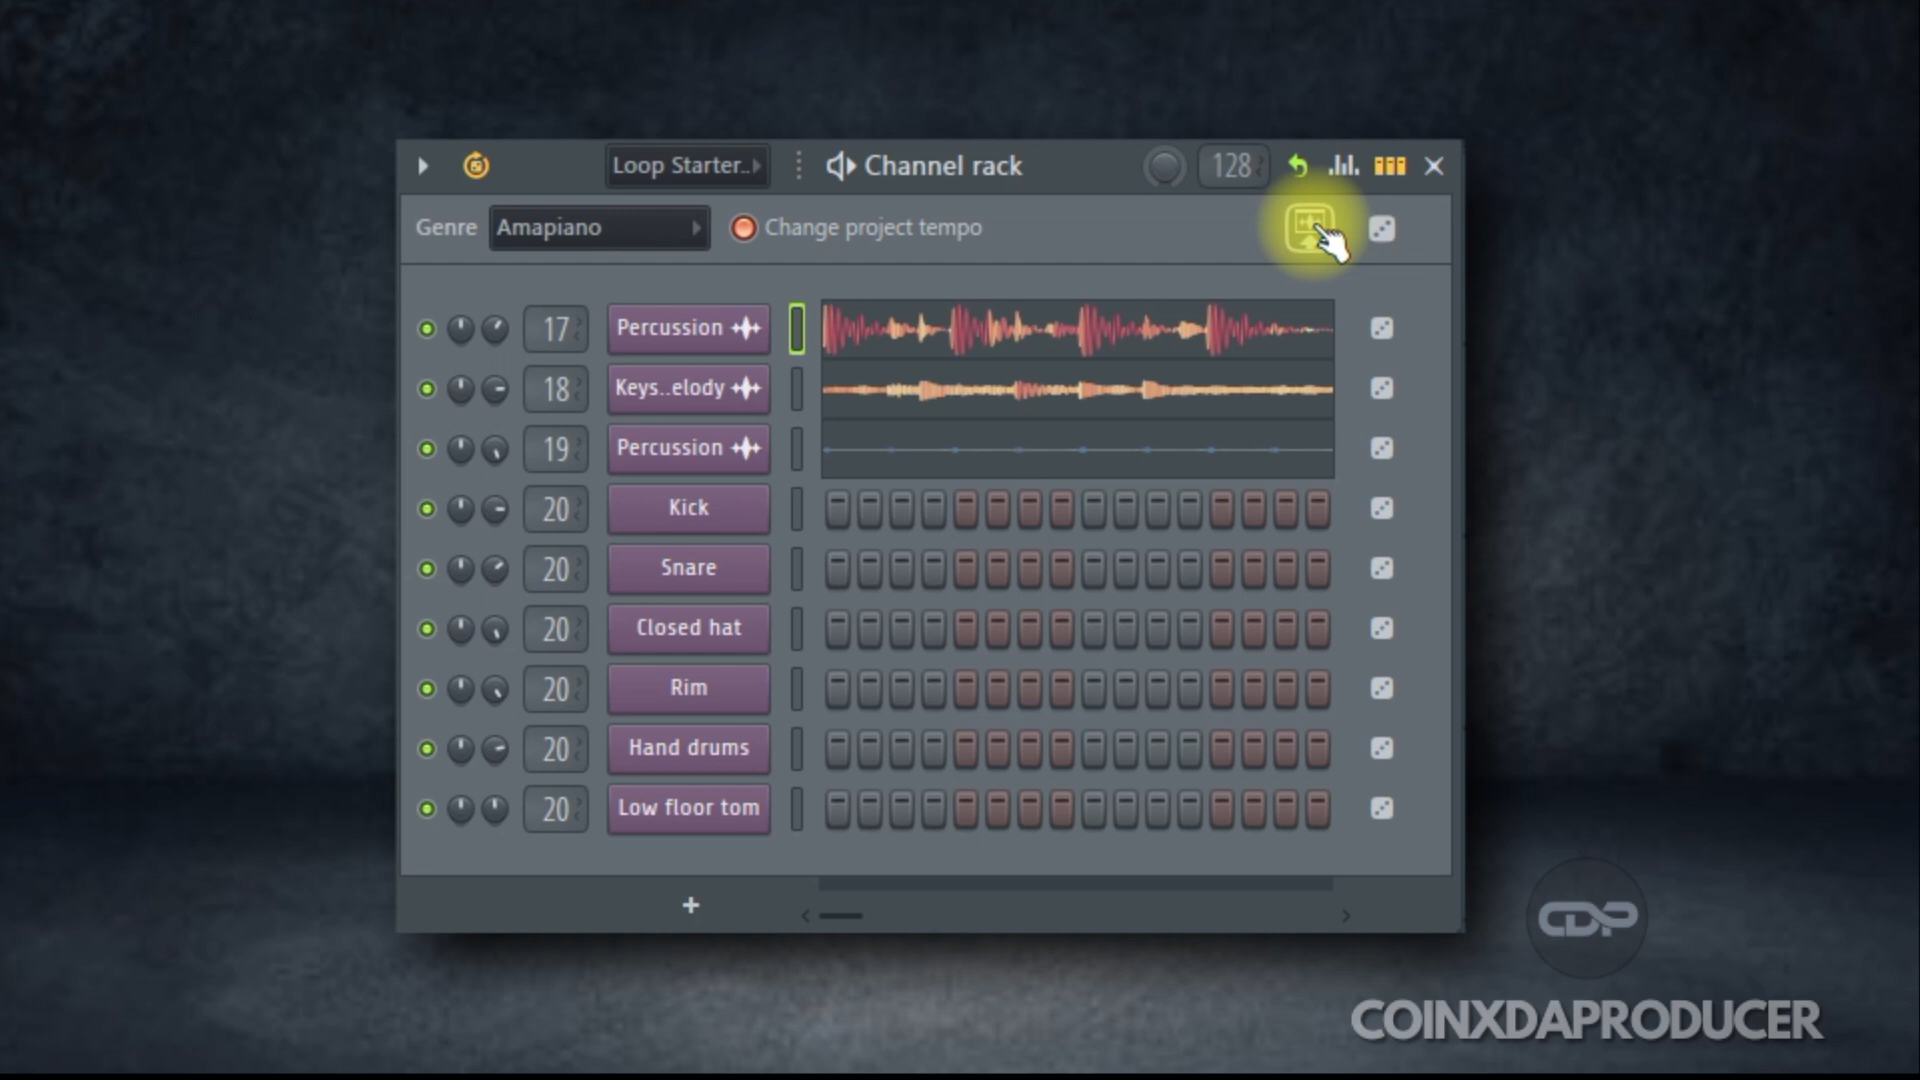 Loop Starter..
Channel rack
128
Genre
Amapiano
Change project tempo
17
Percussion
18
Keys..elody
19
Percussion
20
Kick
20
Snare
20
Closed hat
20
Rim
20
Hand drums
20
Low floor tom
+
CDP
COINXDAPRODUCER